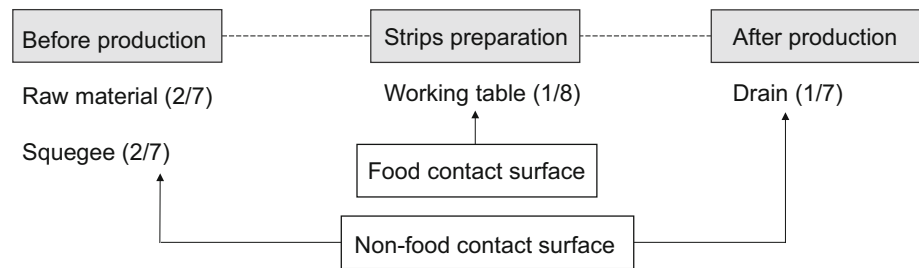 Before production
Strips preparation
After production
Raw material (2/7)
Working table (1/8)
Drain (1/7)
Squegee (2/7)
Food contact surface
Non-food contact surface